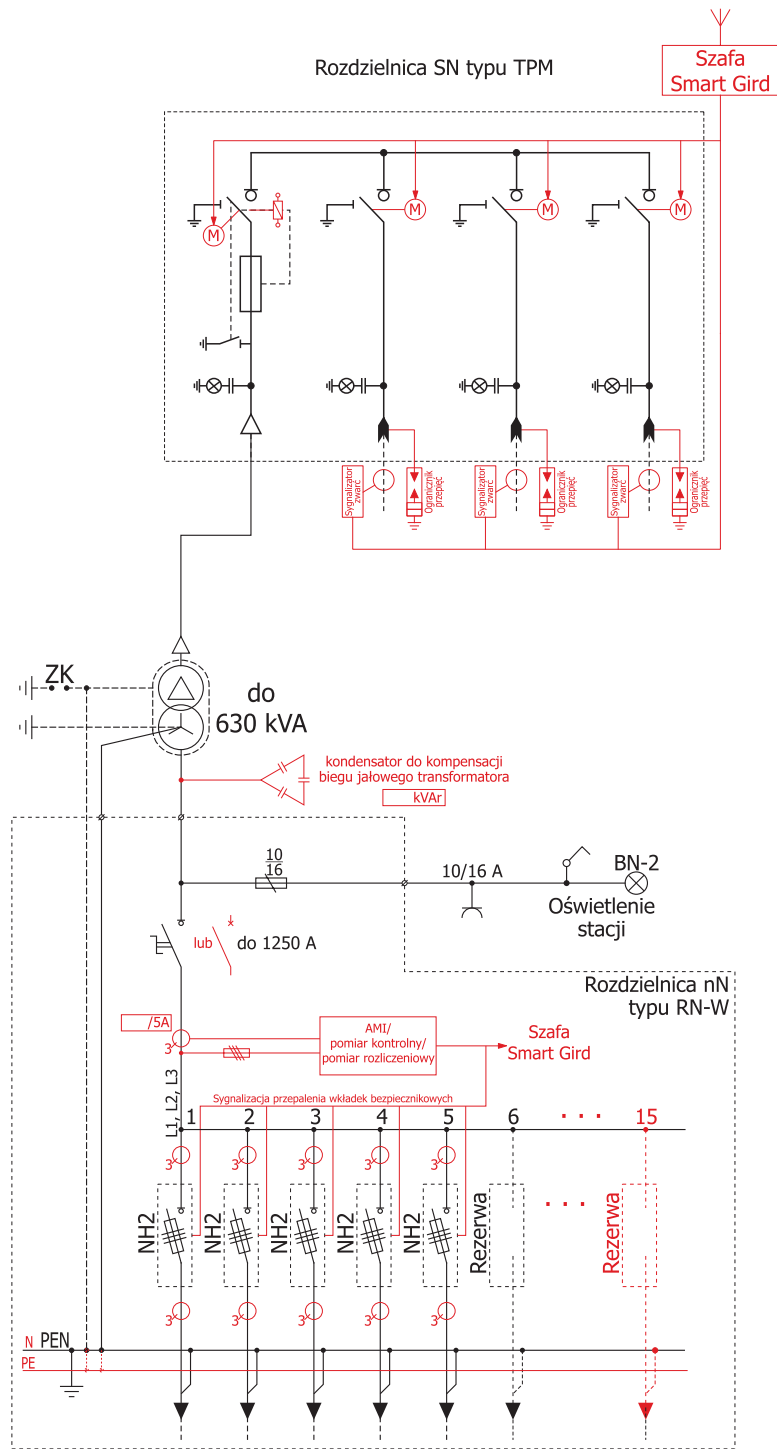 Rozdzielnica SN typu TPM
Szafa
Smart Gird
M
M
M
M
Sygnalizator
zwarć
Ogranicznik
przepięć
Sygnalizator
zwarć
Ogranicznik
przepięć
Sygnalizator
zwarć
Ogranicznik
przepięć
ZK
do
630 kVA
kondensator do kompensacji
biegu jałowego transformatora
kVAr
10
16
10/16 A
BN-2
Oświetlenie
stacji
lub
do 1250 A
Rozdzielnica nN
typu RN-W
/5A
3
AMI/
pomiar kontrolny/
pomiar rozliczeniowy
Szafa
Smart Gird
Sygnalizacja przepalenia wkładek bezpiecznikowych
L1, L2, L3
1 2 3 4 5 6 . . . 15
3 3 3 3 3
NH2 NH2 NH2 NH2 NH2 Rezerwa . . . Rezerwa
3 3 3 3 3
N PEN
PE